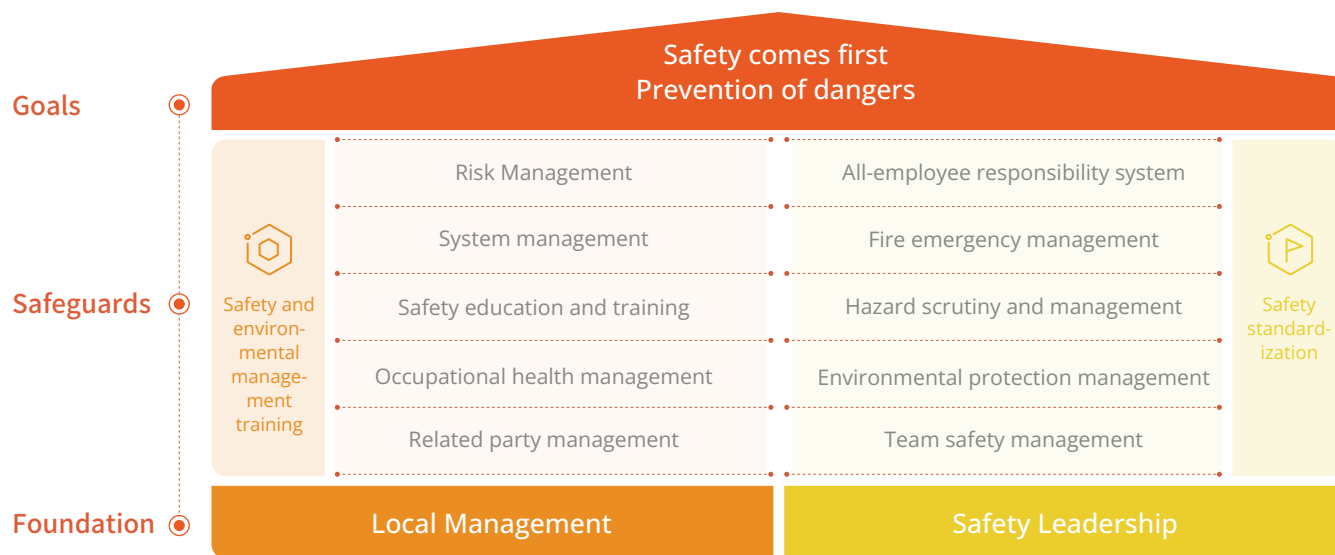 Safety comes first
Prevention of dangers
Goals
Risk Management
All-employee responsibility system
System management
Fire emergency management
Safeguards
Safety and
environ-
mental
manage-
ment
training
Safety education and training
Hazard scrutiny and management
Safety
standard-
ization
Occupational health management
Environmental protection management
Related party management
Team safety management
Foundation
Local Management
Safety Leadership